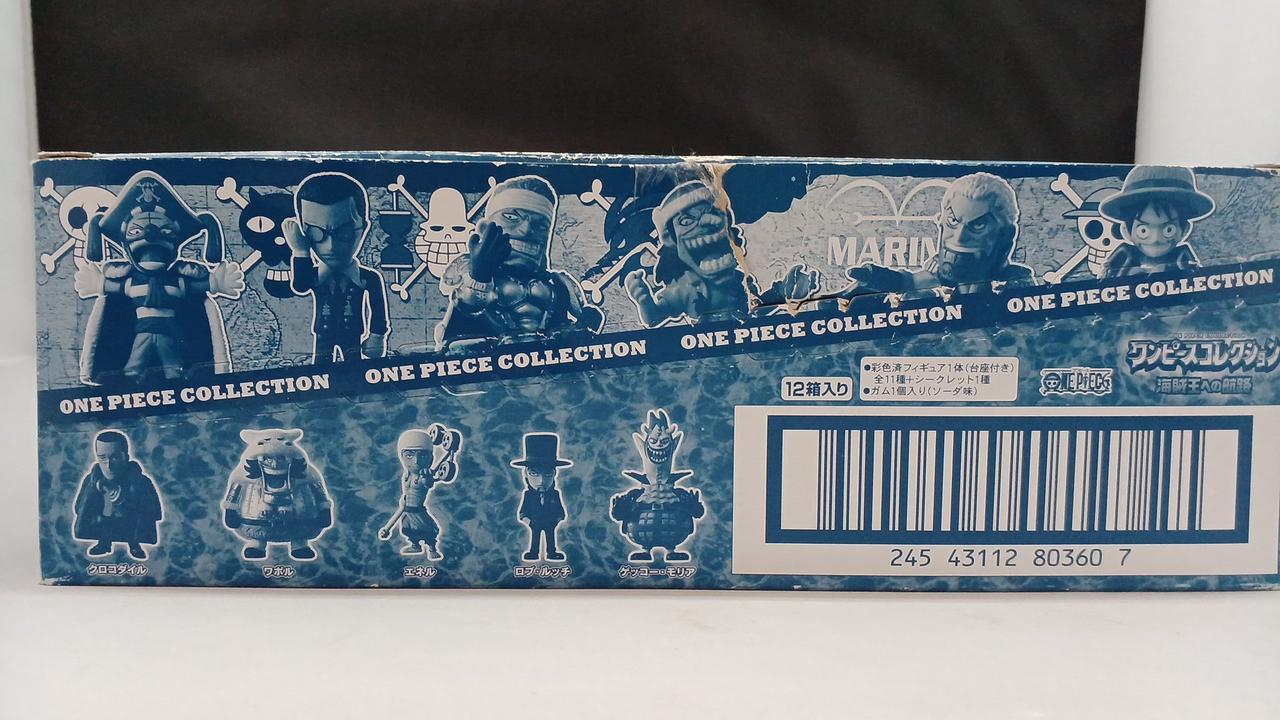 MARIN
ONE PIECE COLLECTION
ONE PIECE COLLECTION
ONE PIECE COLLECTION
ONE PIECE COLLECTION
12箱入り
●彩色済フィギュア1体(台座付き)
全11種+シークレット1種
●ガム1個入り(ソーダ味)
ONE PIECE
ワンピースコレクション
海賊王への航路
クロコダイル
ワポル
エネル
ロブ・ルッチ
ゲッコー・モリア
245 43112 80360 7